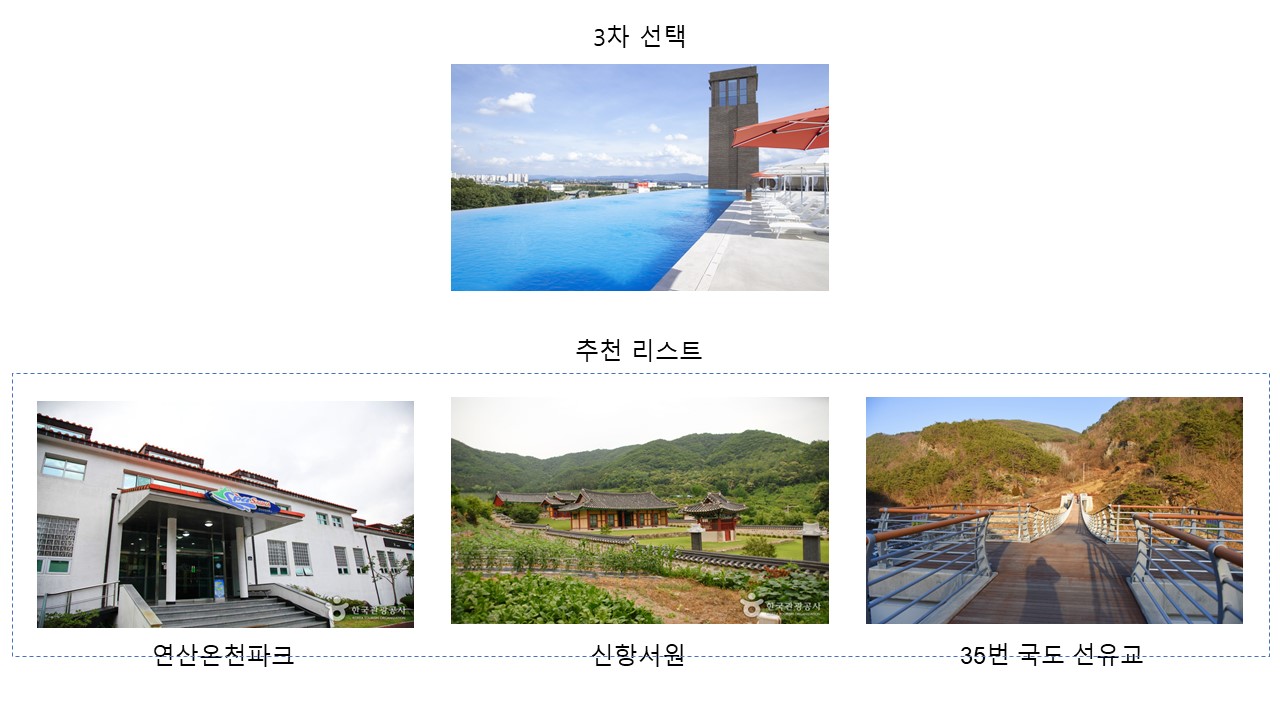 3차 선택
추천 리스트
한국관광공사
한국관광공사
연산온천파크
신항서원
35번 국도 선유교